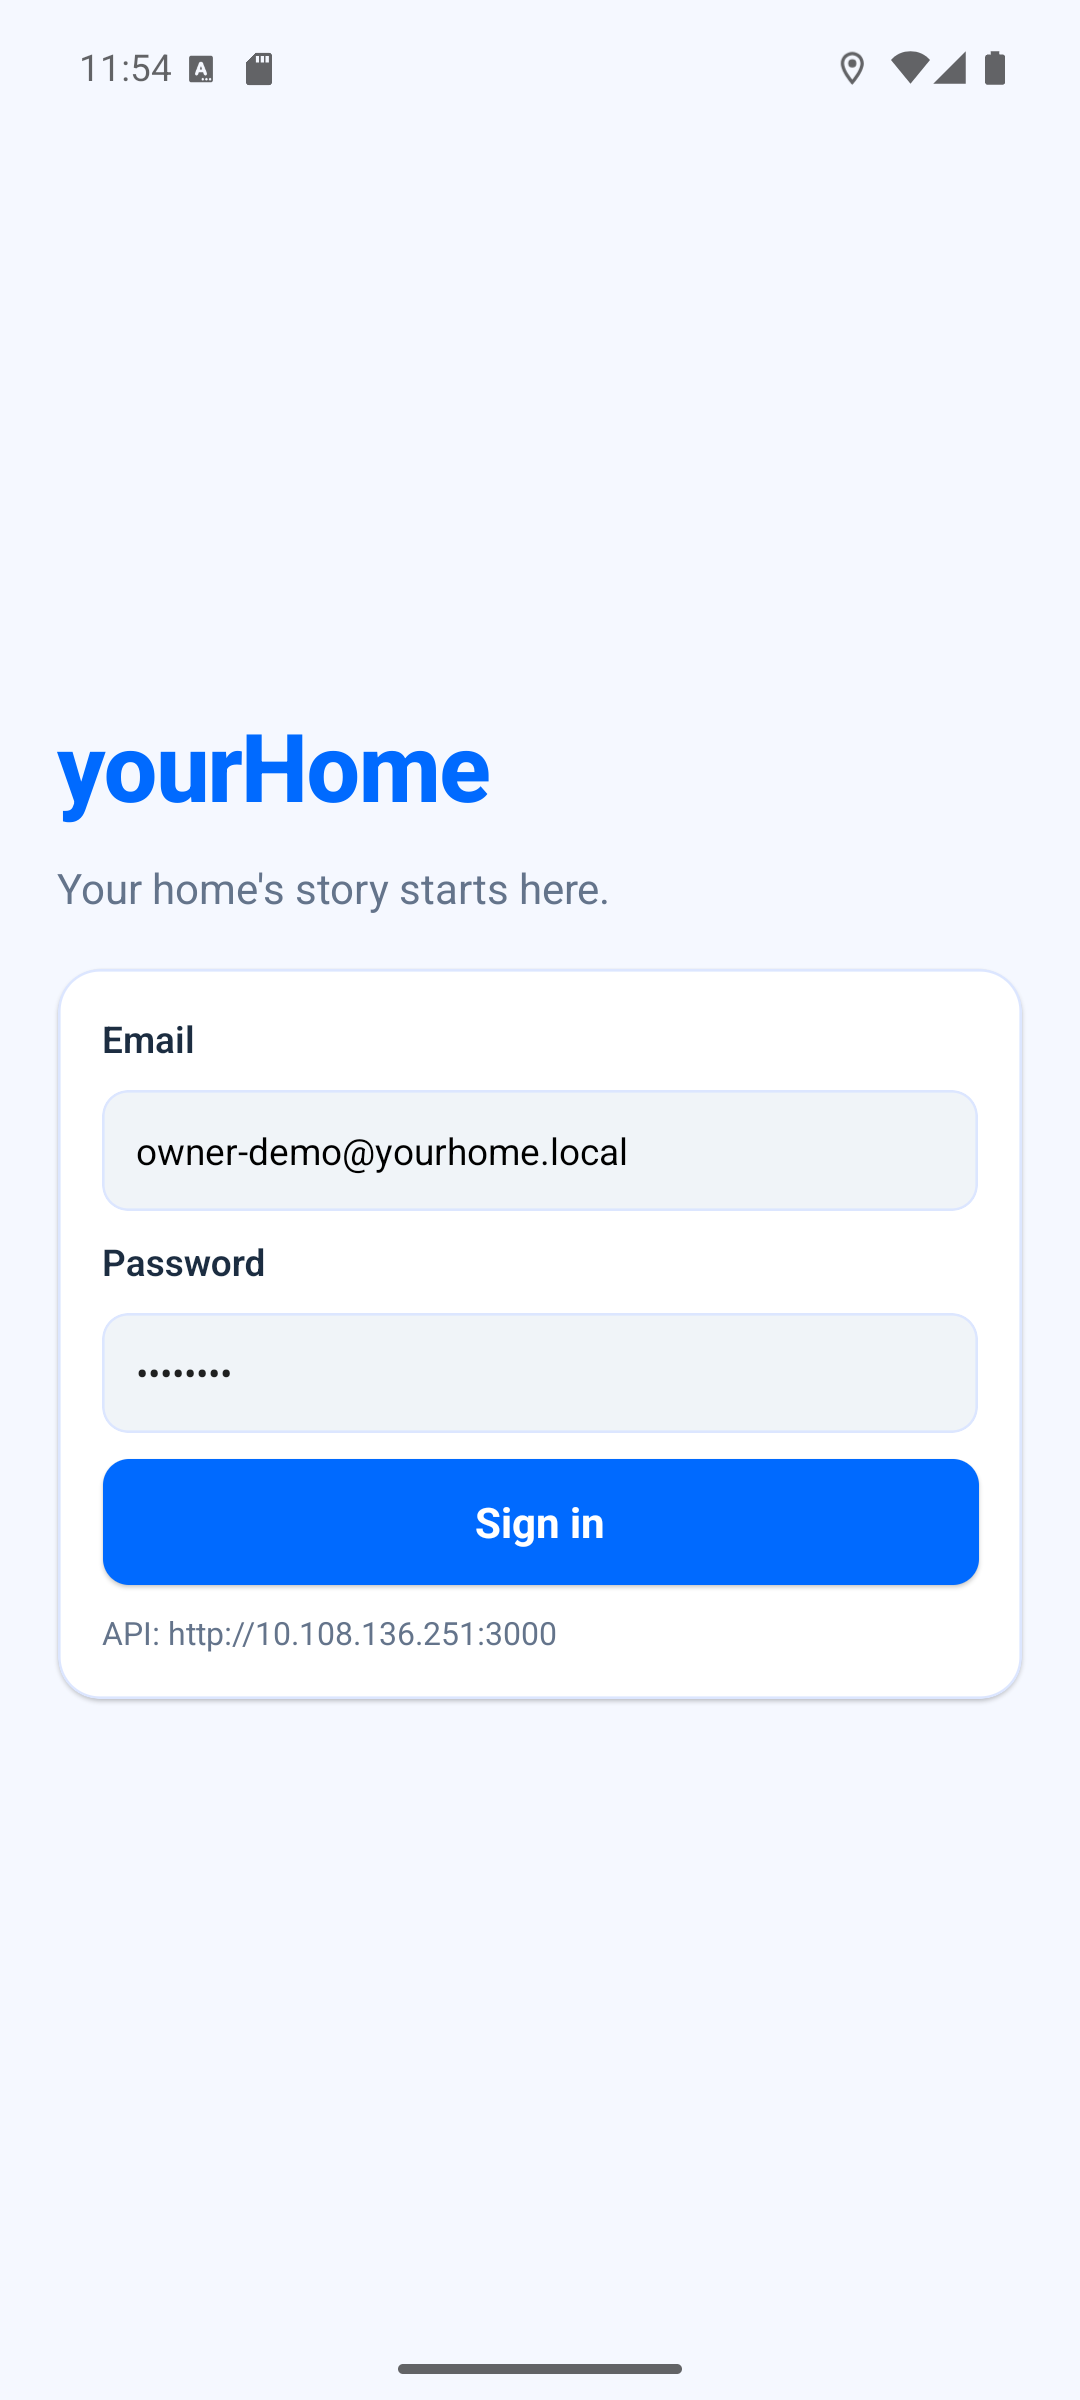 11:54
yourHome
Your home's story starts here.
Email
owner-demo@yourhome.local
Password
••••••••
Sign in
API: http://10.108.136.251:3000